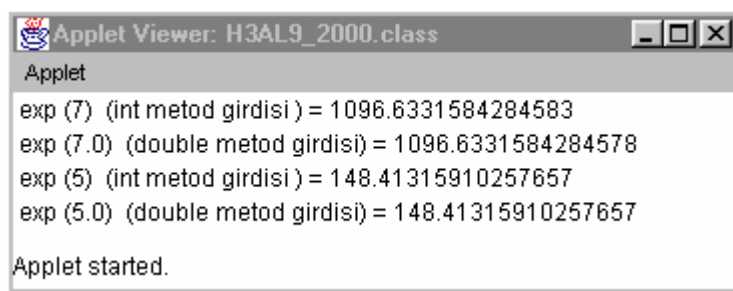 Applet Viewer: H3AL9_2000.class
Applet
exp (7)  (int metod girdisi ) = 1096.6331584284583
exp (7.0)  (double metod girdisi) = 1096.6331584284578
exp (5)  (int metod girdisi ) = 148.41315910257657
exp (5.0)  (double metod girdisi) = 148.41315910257657
Applet started.